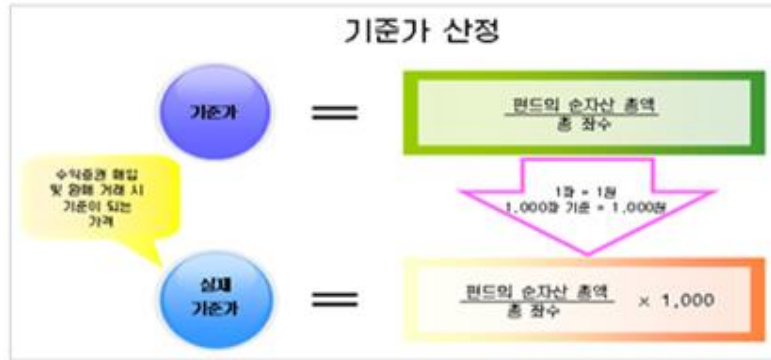 기준가 산정
기준가
=
펀드의 순자산 총액
총 좌수
수익증권 매입
및 환매 거래 시
기준이 되는
가격
1좌 = 1원
1,000좌 기준 = 1,000원
실제
기준가
=
펀드의 순자산 총액
총 좌수
× 1,000